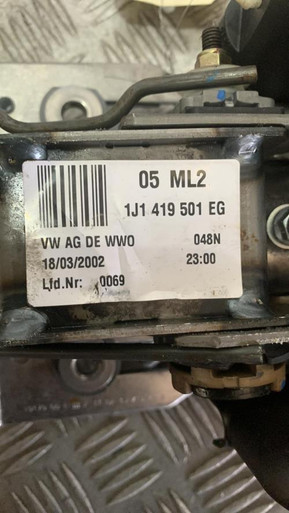 05 ML2
1J1 419 501 EG
VW AG DE WWO 048N
18/03/2002 23:00
Lfd.Nr: 0069